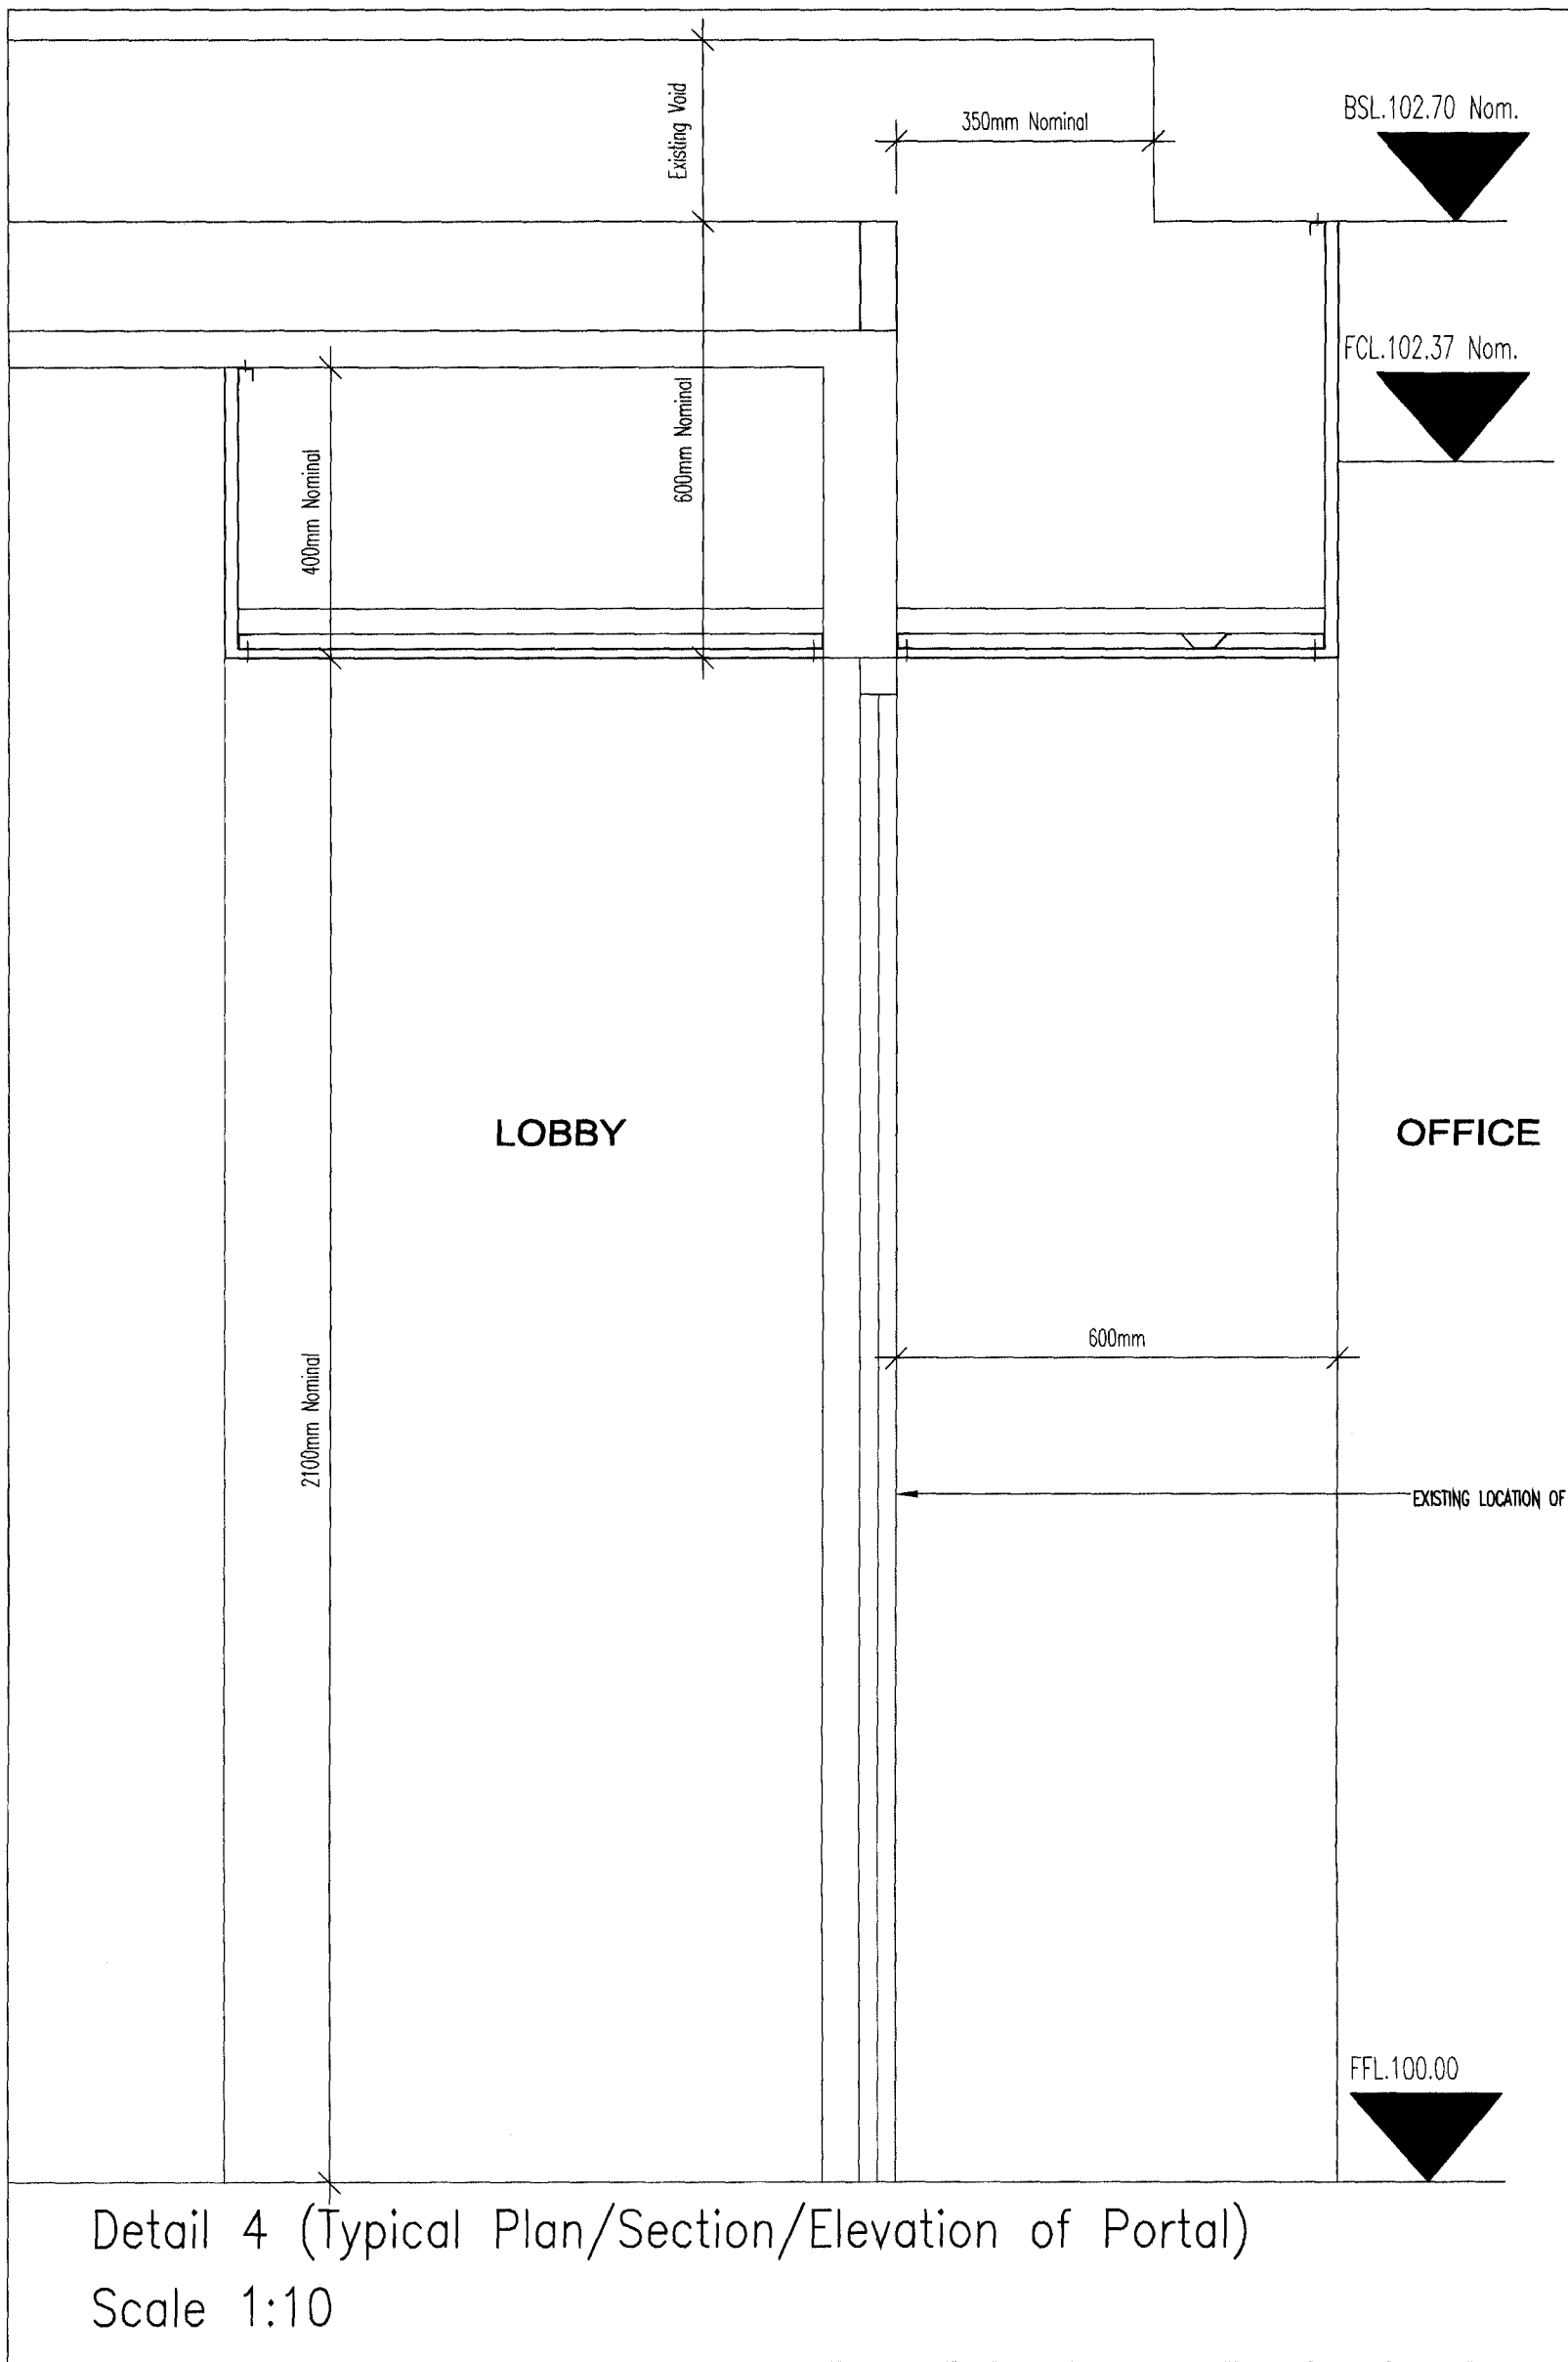 Existing Void
350mm Nominal
BSL.102.70 Nom.
FCL.102.37 Nom.
600mm Nominal
400mm Nominal
LOBBY
OFFICE
600mm
2100mm Nominal
EXISTING LOCATION OF
FFL.100.00
Detail 4 (Typical Plan/Section/Elevation of Portal)
Scale 1:10